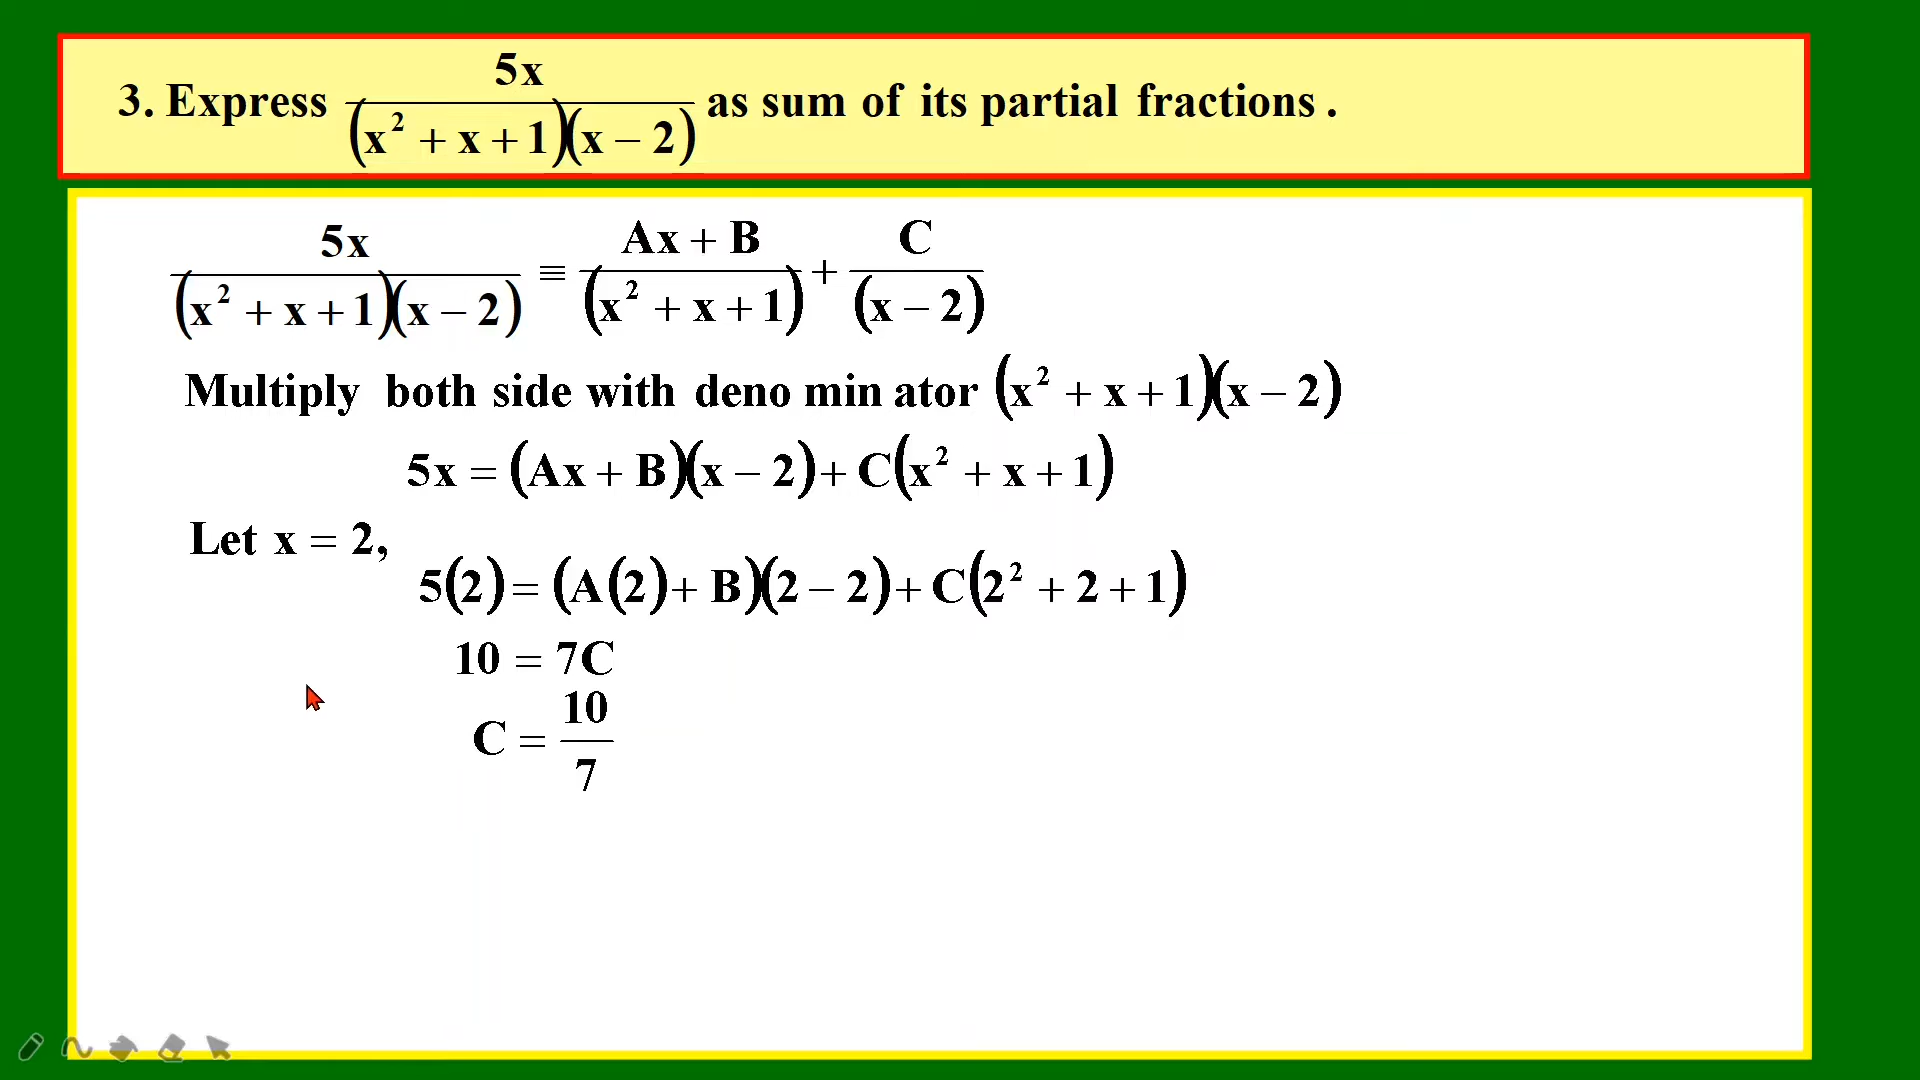 3. Express 5x / (x² + x + 1)(x − 2) as sum of its partial fractions .
5x / (x² + x + 1)(x − 2) ≡ Ax + B / (x² + x + 1) + C / (x − 2)
Multiply both side with deno min ator (x² + x + 1)(x − 2)
5x = (Ax + B)(x − 2) + C(x² + x + 1)
Let x = 2,
5(2) = (A(2) + B)(2 − 2) + C(2² + 2 + 1)
10 = 7C
C = 10 / 7